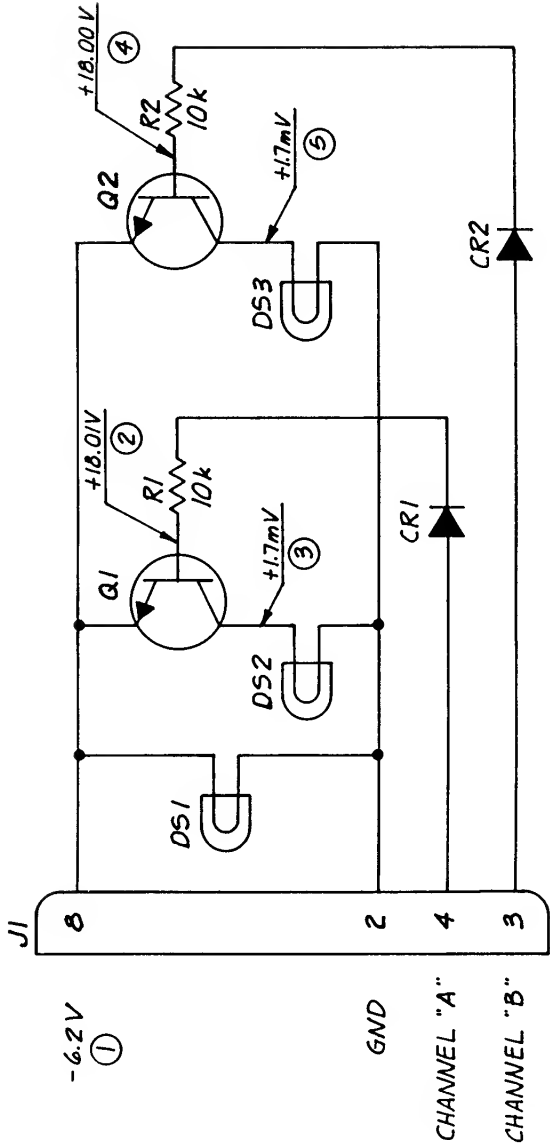 J1
8
2
4
3
-6.2V
1
GND
CHANNEL "A"
CHANNEL "B"
DS1
Q1
R1
10k
+18.01V
2
+1.7mV
3
DS2
CR1
Q2
R2
10k
+18.00V
4
+1.7mV
5
DS3
CR2